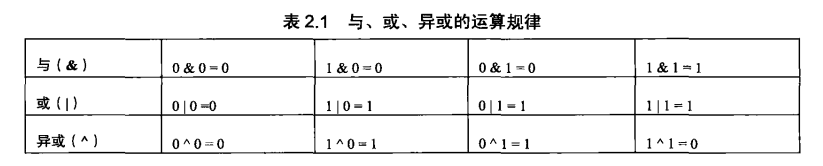 表 2.1 与、或、异或的运算规律
与(&) 0 & 0 = 0 1 & 0 = 0 0 & 1 = 0 1 & 1 = 1
或(|) 0 | 0 =0 1 | 0 = 1 0 | 1 = 1 1 | 1 = 1
异或(^) 0 ^ 0 = 0 1 ^ 0 = 1 0 ^ 1 = 1 1 ^ 1 = 0